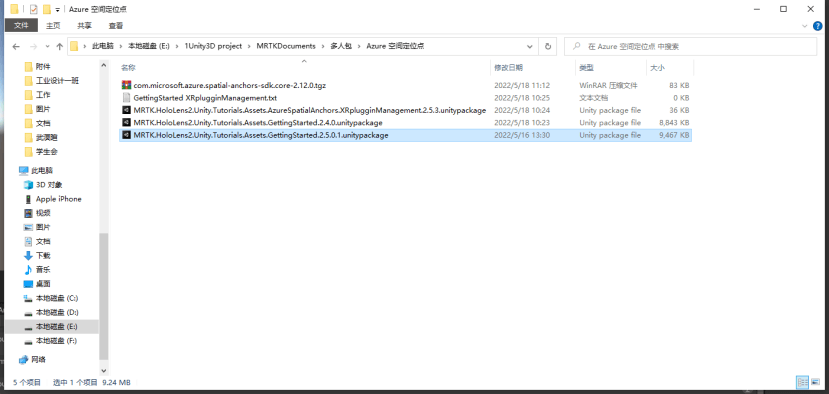 Azure 空间定位点
文件 主页 共享 查看
此电脑 本地磁盘 (E:) 1Unity3D project MRTKDocuments 多人包 Azure 空间定位点 在 Azure 空间定位点 中搜索
名称 修改日期 类型 大小
com.microsoft.azure.spatial-anchors-sdk.core-2.12.0.tgz 2022/5/18 11:12 WinRAR 压缩文件 83 KB
GettingStarted XRplugginManagement.txt 2022/5/18 10:25 文本文档 0 KB
MRTK.HoloLens2.Unity.Tutorials.Assets.AzureSpatialAnchors.XRplugginManagement.2.5.3.unitypackage 2022/5/18 10:24 Unity package file 36 KB
MRTK.HoloLens2.Unity.Tutorials.Assets.GettingStarted.2.4.0.unitypackage 2022/5/18 10:23 Unity package file 8,843 KB
MRTK.HoloLens2.Unity.Tutorials.Assets.GettingStarted.2.5.0.1.unitypackage 2022/5/16 13:30 Unity package file 9,467 KB
附件
工业设计一班
工作
图片
文档
学生会
此电脑
3D 对象
Apple iPhone
视频
图片
文档
下载
音乐
桌面
本地磁盘 (C:)
本地磁盘 (D:)
本地磁盘 (E:)
本地磁盘 (F:)
网络
5 个项目 选中 1 个项目 9.24 MB